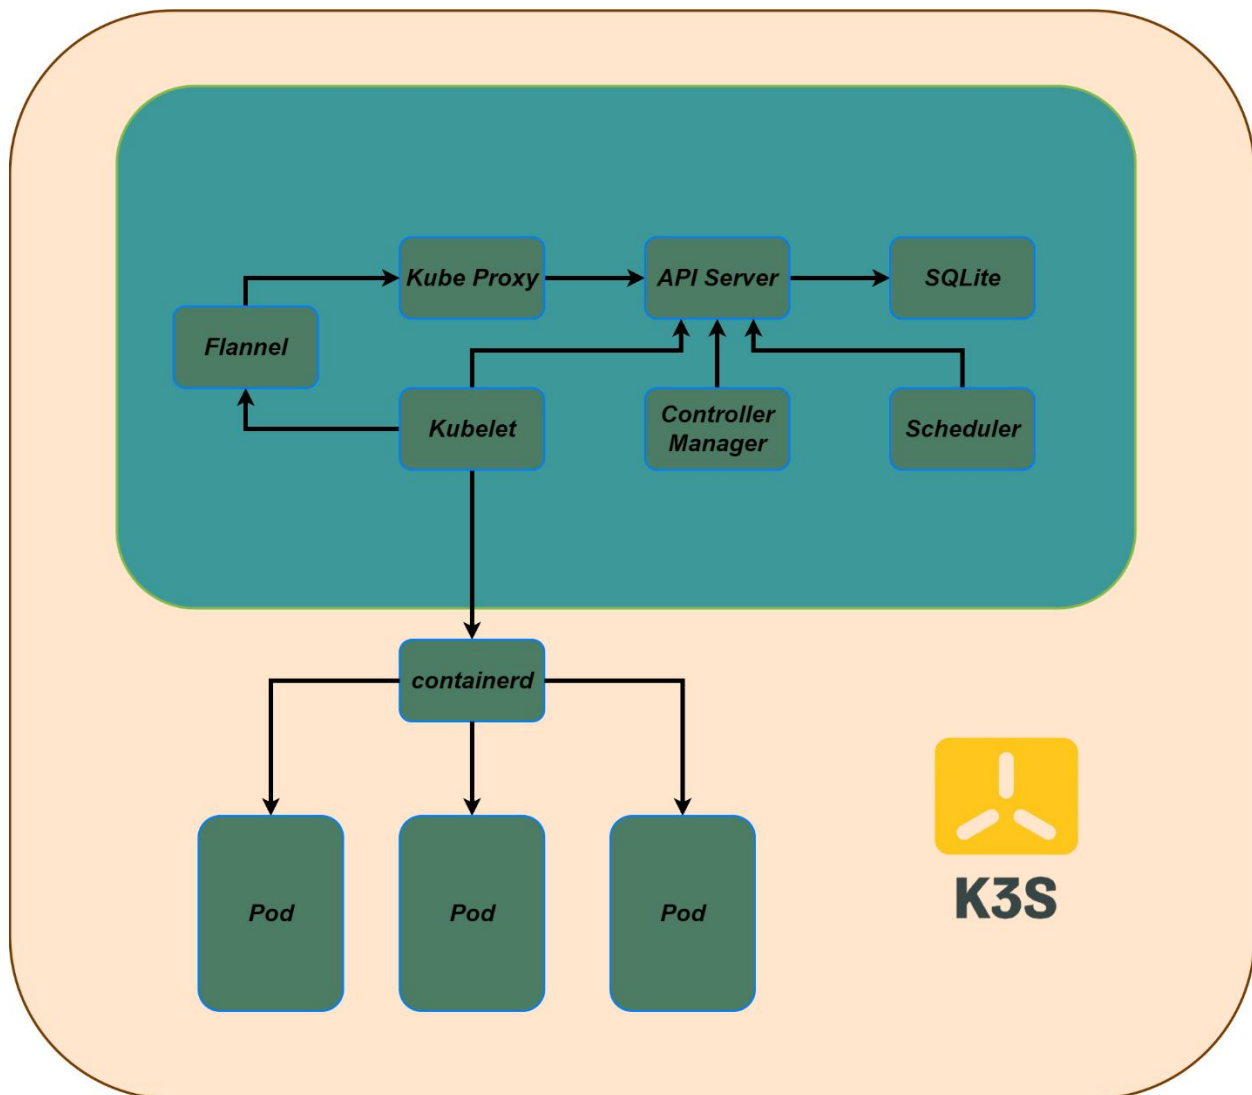 Kube Proxy
API Server
SQLite
Flannel
Kubelet
Controller
Manager
Scheduler
containerd
Pod
Pod
Pod
K3S